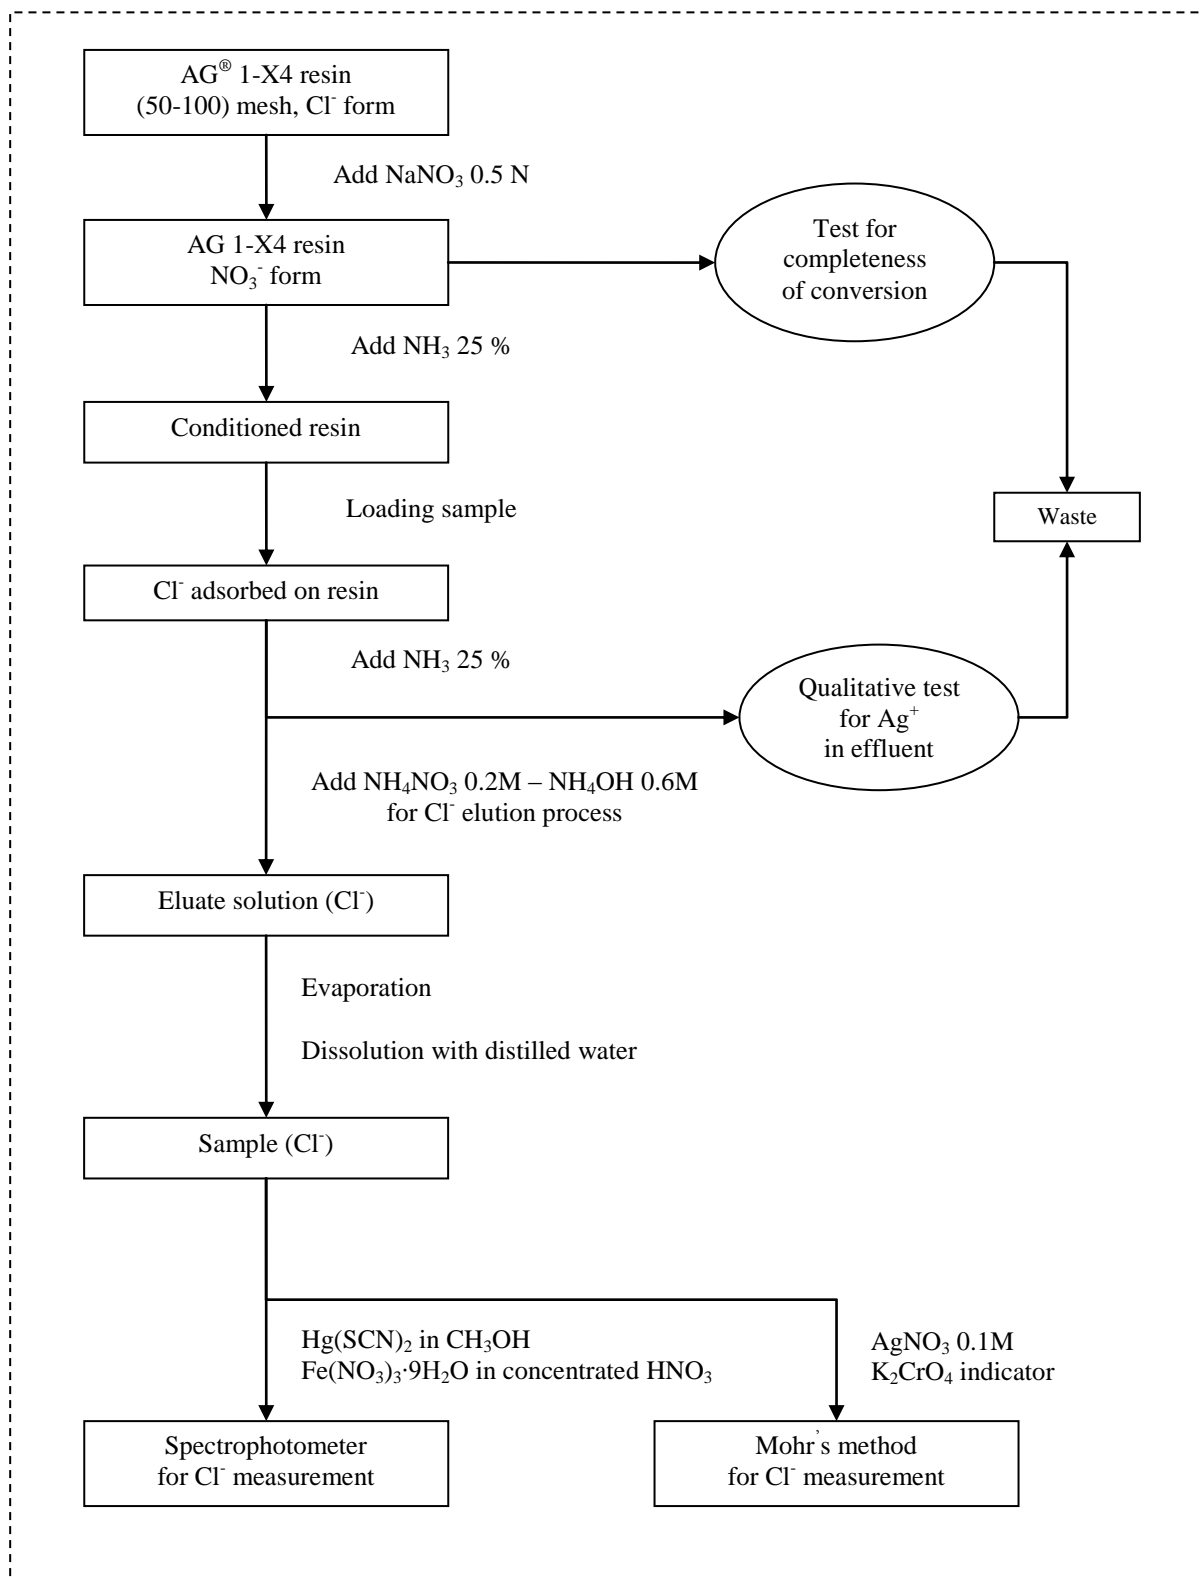 AG® 1-X4 resin
(50-100) mesh, Cl⁻ form
Add NaNO₃ 0.5 N
AG 1-X4 resin
NO₃⁻ form
Test for
completeness
of conversion
Add NH₃ 25 %
Conditioned resin
Loading sample
Waste
Cl⁻ adsorbed on resin
Add NH₃ 25 %
Qualitative test
for Ag⁺
in effluent
Add NH₄NO₃ 0.2M – NH₄OH 0.6M
for Cl⁻ elution process
Eluate solution (Cl⁻)
Evaporation
Dissolution with distilled water
Sample (Cl⁻)
Hg(SCN)₂ in CH₃OH
Fe(NO₃)₃·9H₂O in concentrated HNO₃
AgNO₃ 0.1M
K₂CrO₄ indicator
Spectrophotometer
for Cl⁻ measurement
Mohr's method
for Cl⁻ measurement